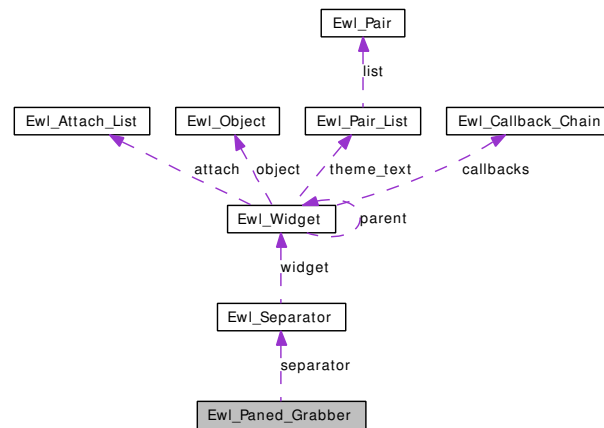 Ewl_Pair
list
Ewl_Attach_List
Ewl_Object
Ewl_Pair_List
Ewl_Callback_Chain
attach
object
theme_text
callbacks
Ewl_Widget
parent
widget
Ewl_Separator
separator
Ewl_Paned_Grabber